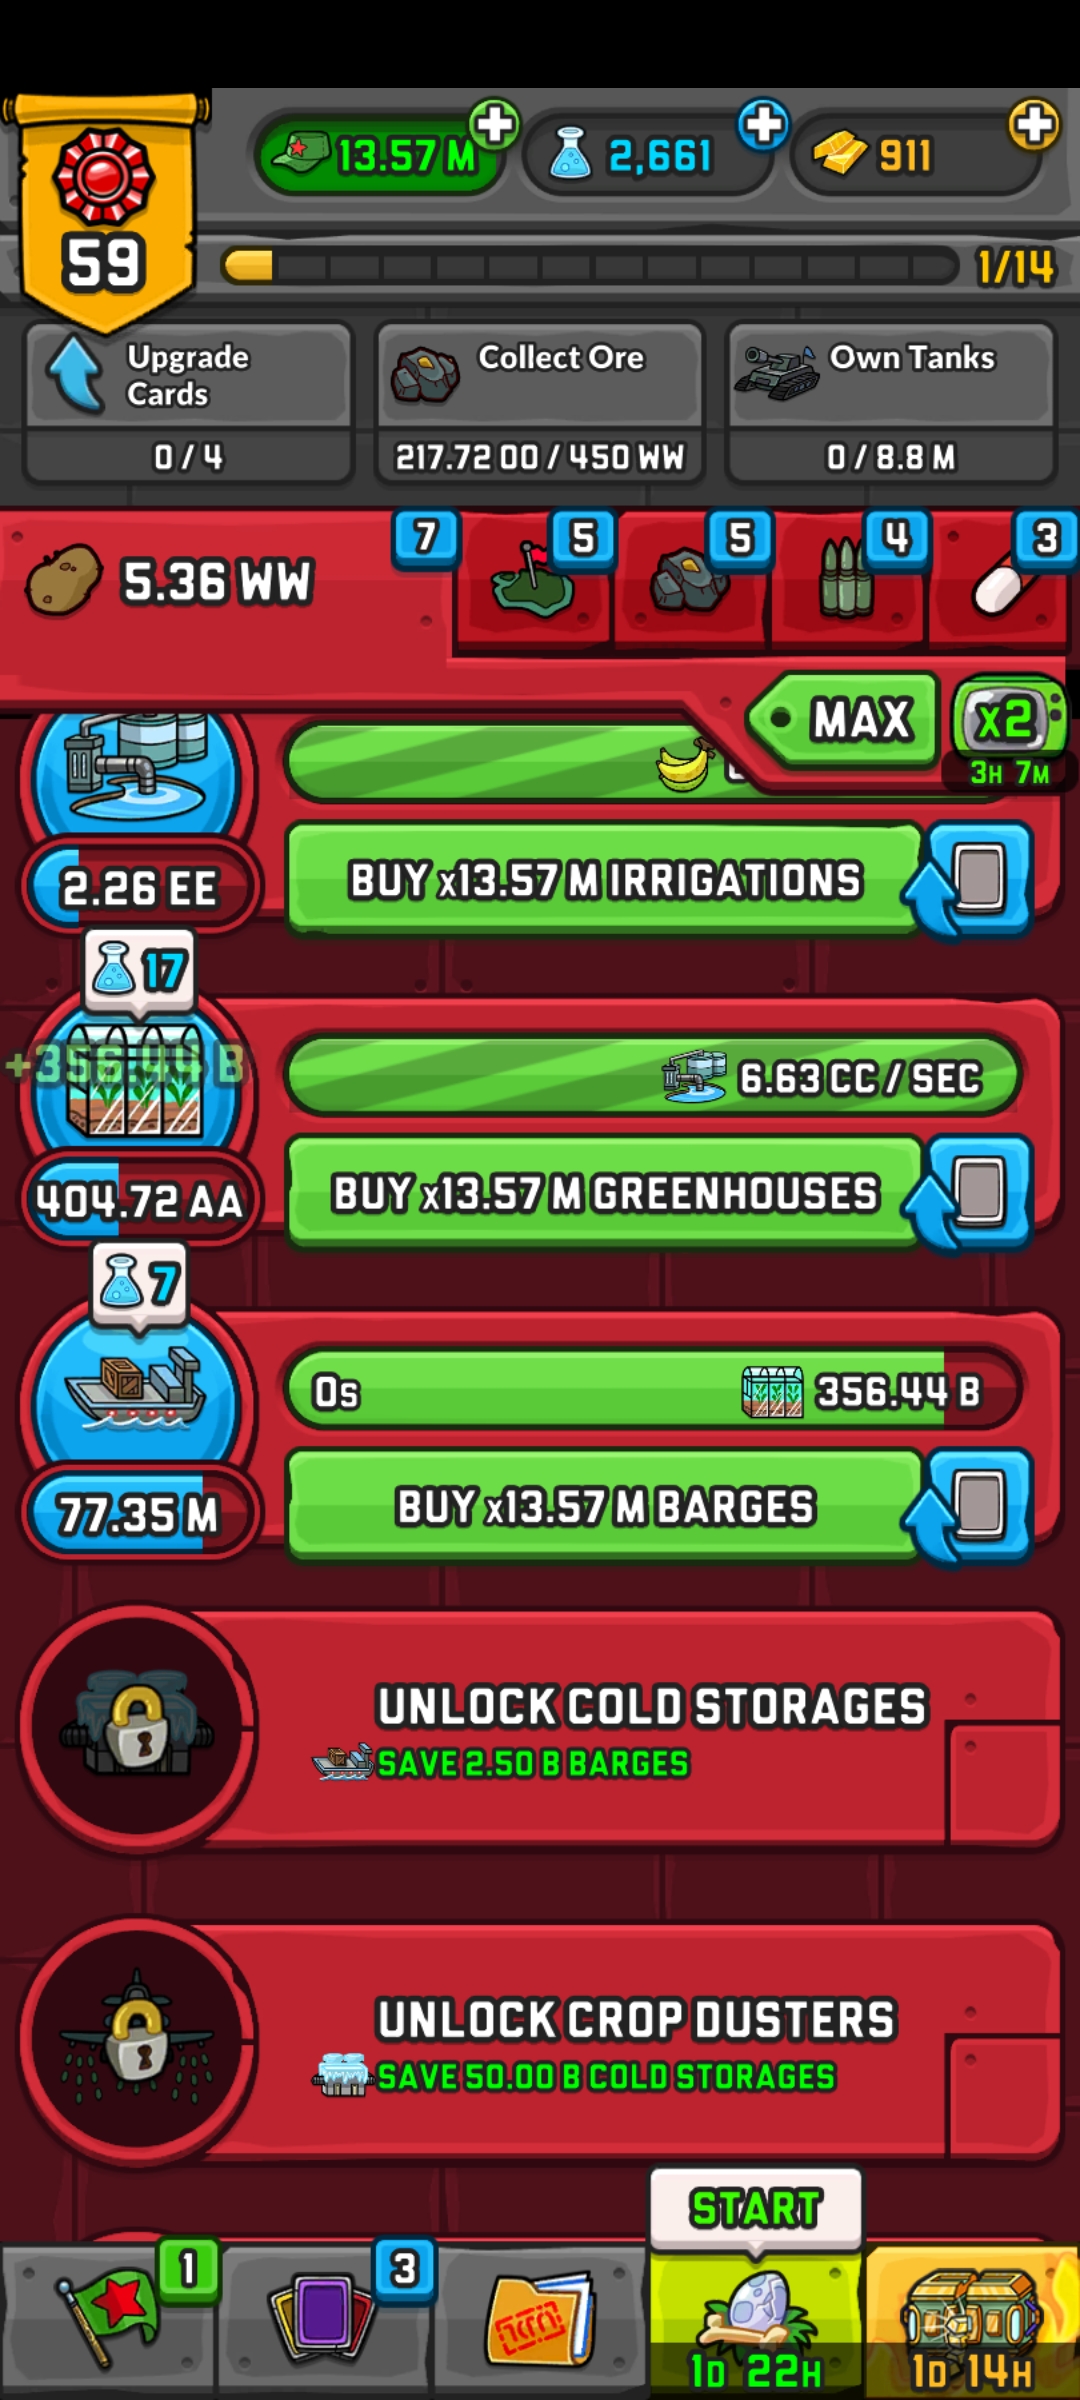 13.57 M
2,661
911
59
1/14
Upgrade
Cards
0 / 4
Collect Ore
217.72 OO / 450 WW
Own Tanks
0 / 8.8 M
5.36 WW
7
5
5
4
3
MAX
x2
3H 7M
2.26 EE
BUY x13.57 M IRRIGATIONS
17
+356.44 B
6.63 CC / SEC
404.72 AA
BUY x13.57 M GREENHOUSES
7
0s
356.44 B
77.35 M
BUY x13.57 M BARGES
UNLOCK COLD STORAGES
SAVE 2.50 B BARGES
UNLOCK CROP DUSTERS
SAVE 50.00 B COLD STORAGES
START
1
3
1D 22H
1D 14H